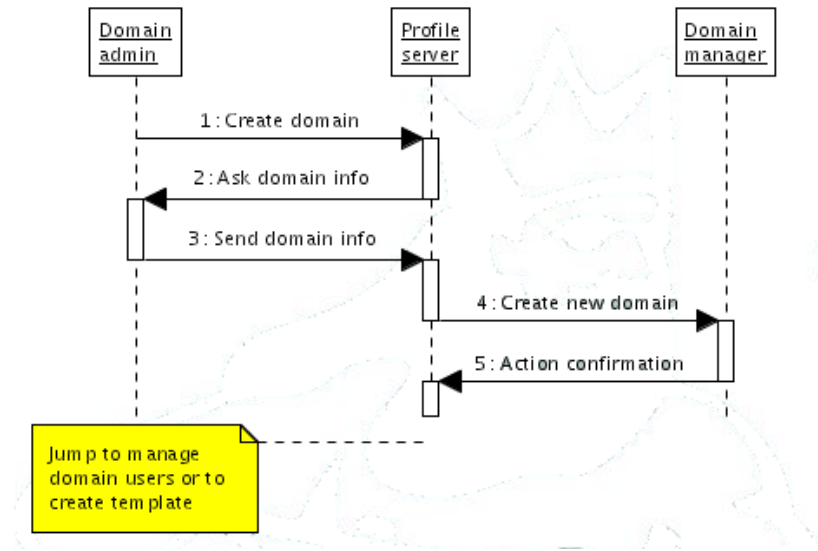 Domain
admin
Profile
server
Domain
manager
1:Create domain
2:Ask domain info
3:Send domain info
4:Create new domain
5:Action confirmation
Jump to manage
domain users or to
create template